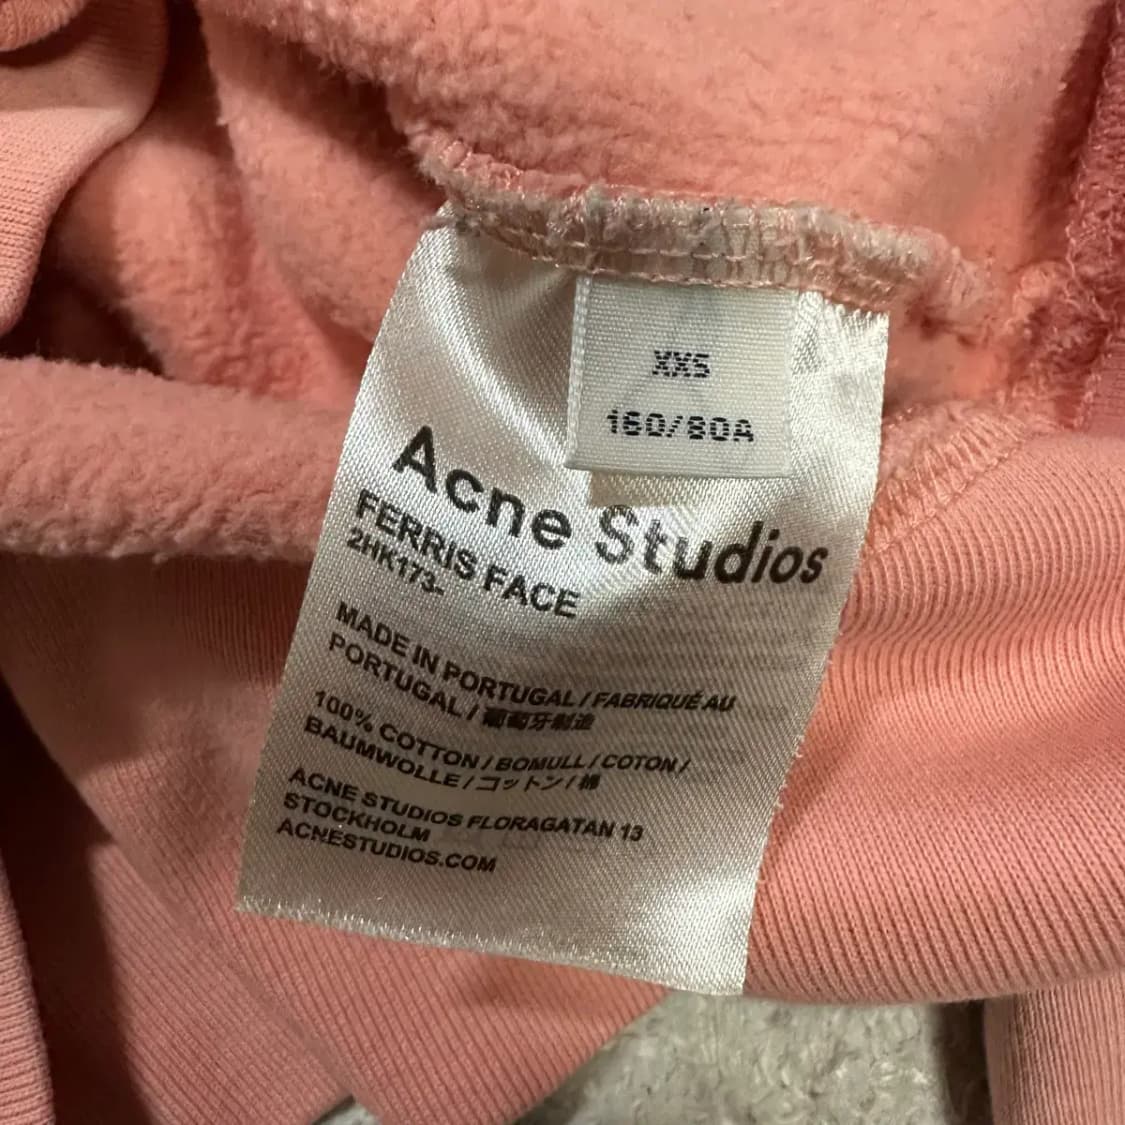 XXS
160/80A
Acne Studios
FERRIS FACE
2HK173-
MADE IN PORTUGAL / FABRIQUÉ AU
PORTUGAL / 葡萄牙制造
100% COTTON / BOMULL / COTON /
BAUMWOLLE / コットン / 棉
ACNE STUDIOS FLORAGATAN 13
STOCKHOLM
ACNESTUDIOS.COM